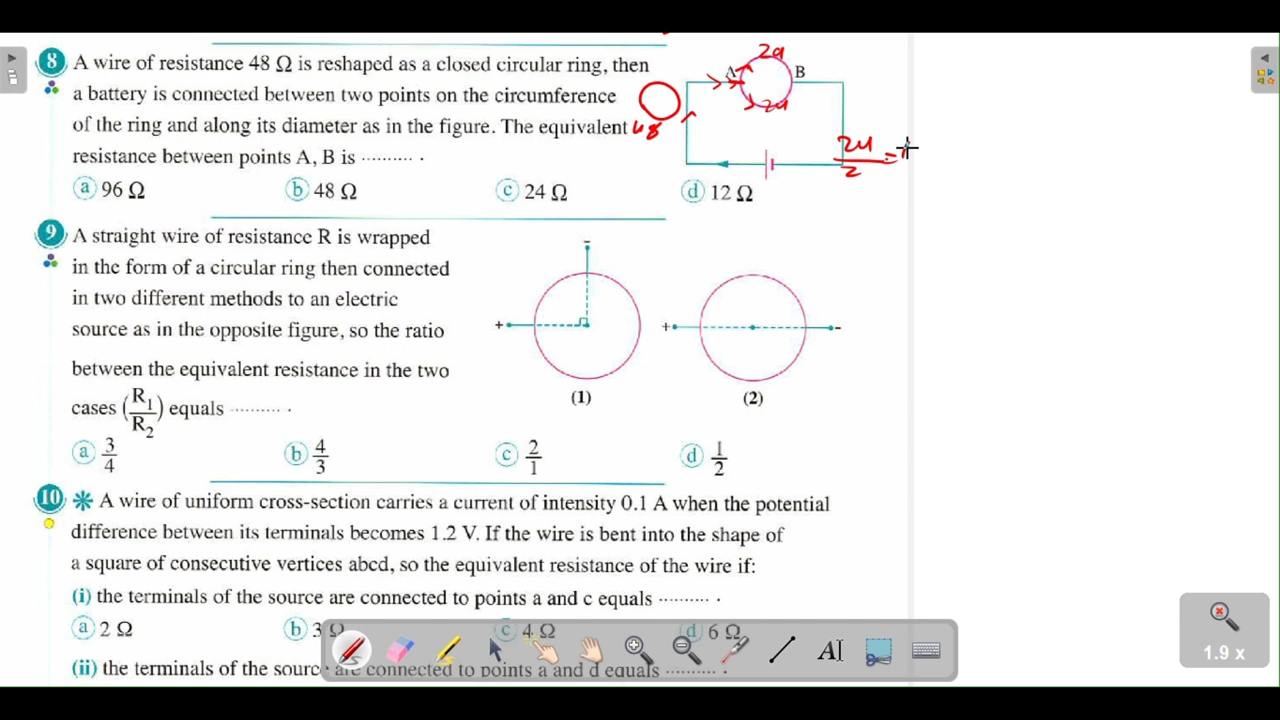 8 A wire of resistance 48 Ω is reshaped as a closed circular ring, then
a battery is connected between two points on the circumference
of the ring and along its diameter as in the figure. The equivalent
resistance between points A, B is .......... .
a 96 Ω b 48 Ω c 24 Ω d 12 Ω
A B
24
24
48
24
2
=
9 A straight wire of resistance R is wrapped
in the form of a circular ring then connected
in two different methods to an electric
source as in the opposite figure, so the ratio
between the equivalent resistance in the two
cases (R₁/R₂) equals .......... .
+ -
(1)
+ -
(2)
a 3/4 b 4/3 c 2/1 d 1/2
10 * A wire of uniform cross-section carries a current of intensity 0.1 A when the potential
difference between its terminals becomes 1.2 V. If the wire is bent into the shape of
a square of consecutive vertices abcd, so the equivalent resistance of the wire if:
(i) the terminals of the source are connected to points a and c equals .......... .
a 2 Ω b 3 Ω c 4 Ω d 6 Ω
(ii) the terminals of the source are connected to points a and d equals .......... .
AI
1.9 x